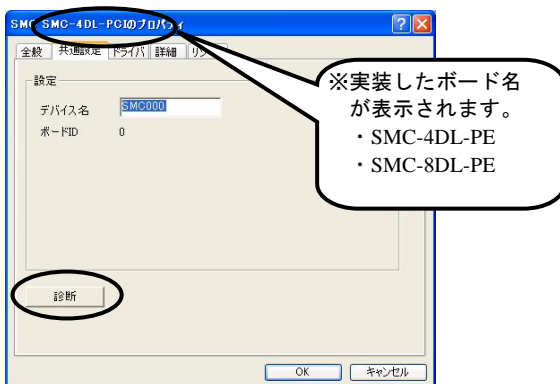 SMC SMC-4DL-PCIのプロパティ
全般 共通設定 ドライバ 詳細
設定
デバイス名 SMC000
ボードID 0
診断
OK キャンセル
※実装したボード名
が表示されます。
・SMC-4DL-PE
・SMC-8DL-PE